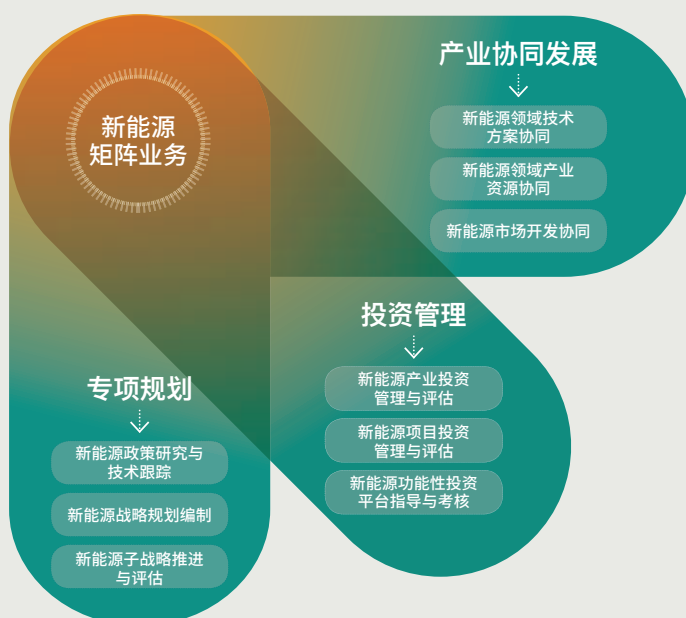 新能源
矩阵业务
产业协同发展
新能源领域技术
方案协同
新能源领域产业
资源协同
新能源市场开发协同
投资管理
新能源产业投资
管理与评估
新能源项目投资
管理与评估
新能源功能性投资
平台指导与考核
专项规划
新能源政策研究与
技术跟踪
新能源战略规划编制
新能源子战略推进
与评估